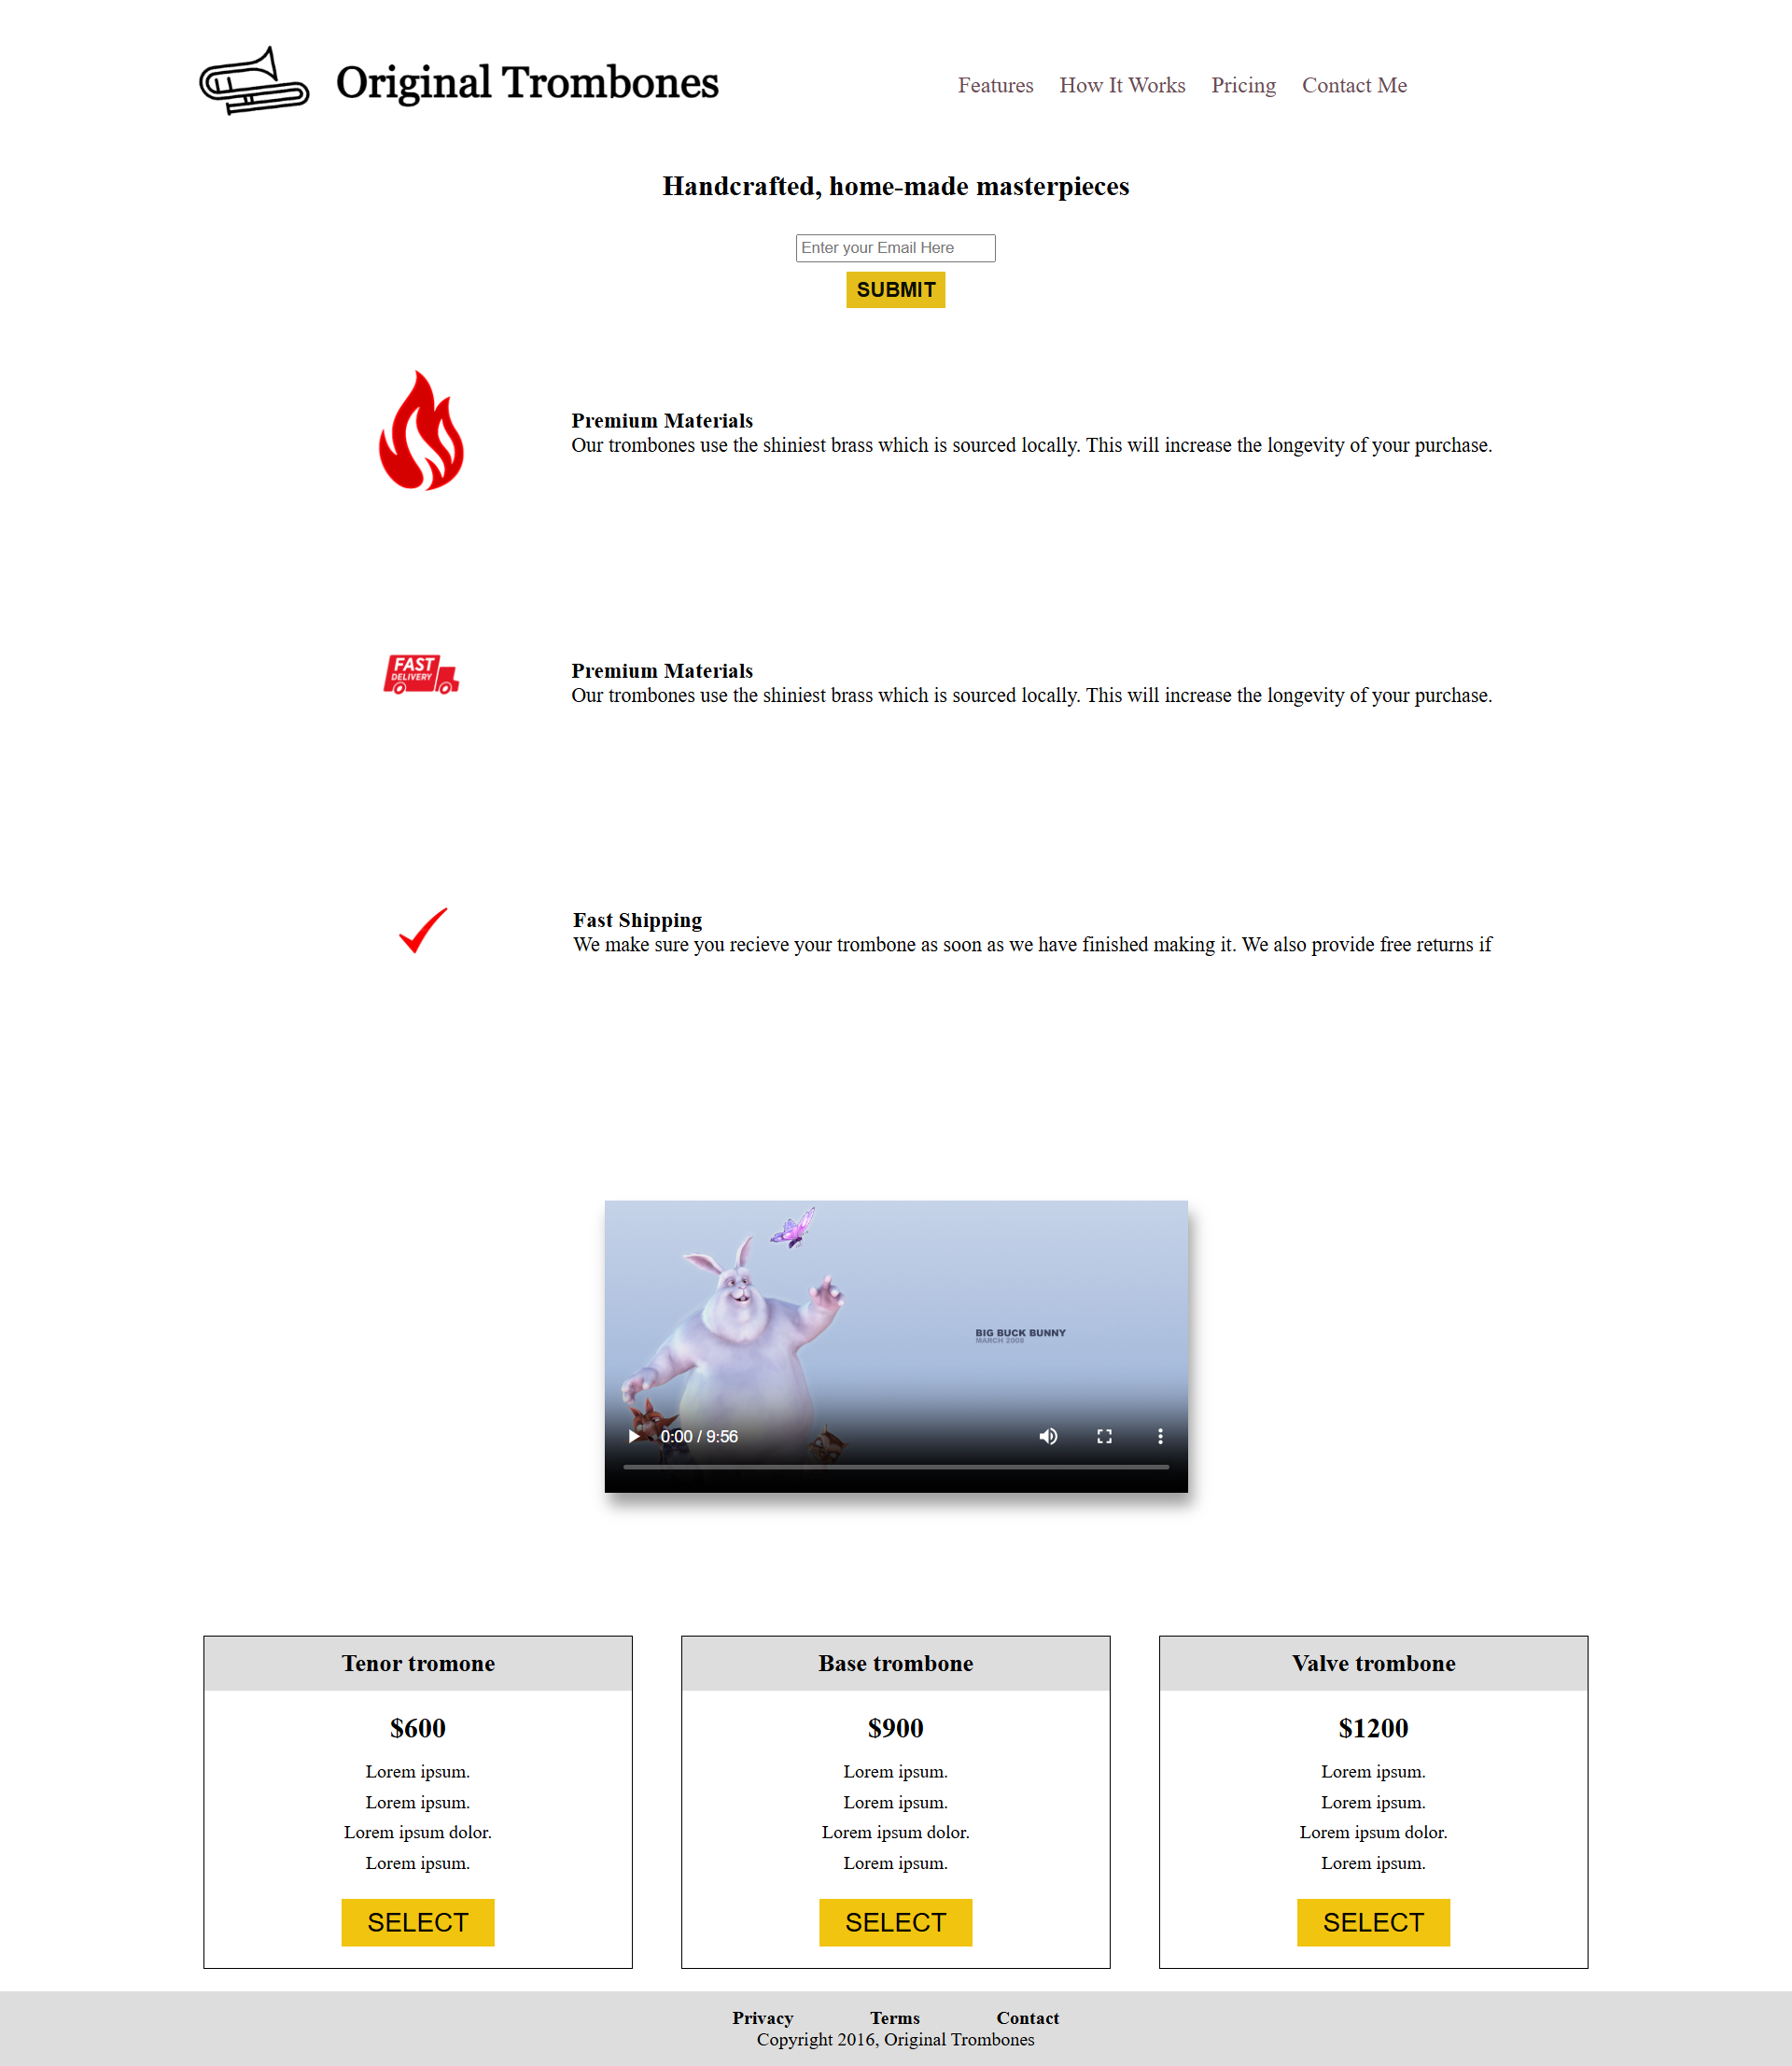 Original Trombones
Features How It Works Pricing Contact Me
Handcrafted, home-made masterpieces
Enter your Email Here
SUBMIT
Premium Materials
Our trombones use the shiniest brass which is sourced locally. This will increase the longevity of your purchase.
FAST
DELIVERY
Premium Materials
Our trombones use the shiniest brass which is sourced locally. This will increase the longevity of your purchase.
Fast Shipping
We make sure you recieve your trombone as soon as we have finished making it. We also provide free returns if
BIG BUCK BUNNY
MARCH 2008
0:00 / 9:56
Tenor tromone
$600
Lorem ipsum.
Lorem ipsum.
Lorem ipsum dolor.
Lorem ipsum.
SELECT
Base trombone
$900
Lorem ipsum.
Lorem ipsum.
Lorem ipsum dolor.
Lorem ipsum.
SELECT
Valve trombone
$1200
Lorem ipsum.
Lorem ipsum.
Lorem ipsum dolor.
Lorem ipsum.
SELECT
Privacy Terms Contact
Copyright 2016, Original Trombones